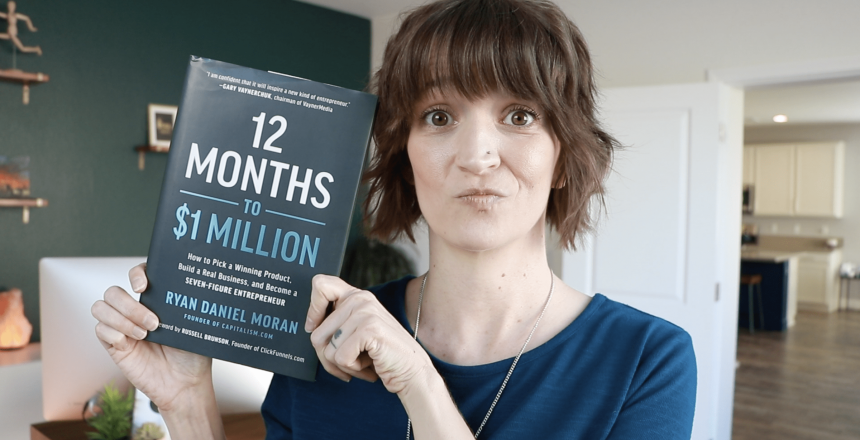 "I am confident that it will inspire a new kind of entrepreneur."
—GARY VAYNERCHUK, chairman of VaynerMedia
12
MONTHS
TO
$1 MILLION
How to Pick a Winning Product,
Build a Real Business, and Become a
SEVEN-FIGURE ENTREPRENEUR
RYAN DANIEL MORAN
FOUNDER OF CAPITALISM.COM
eword by RUSSELL BRUNSON, Founder of ClickFunnels.com